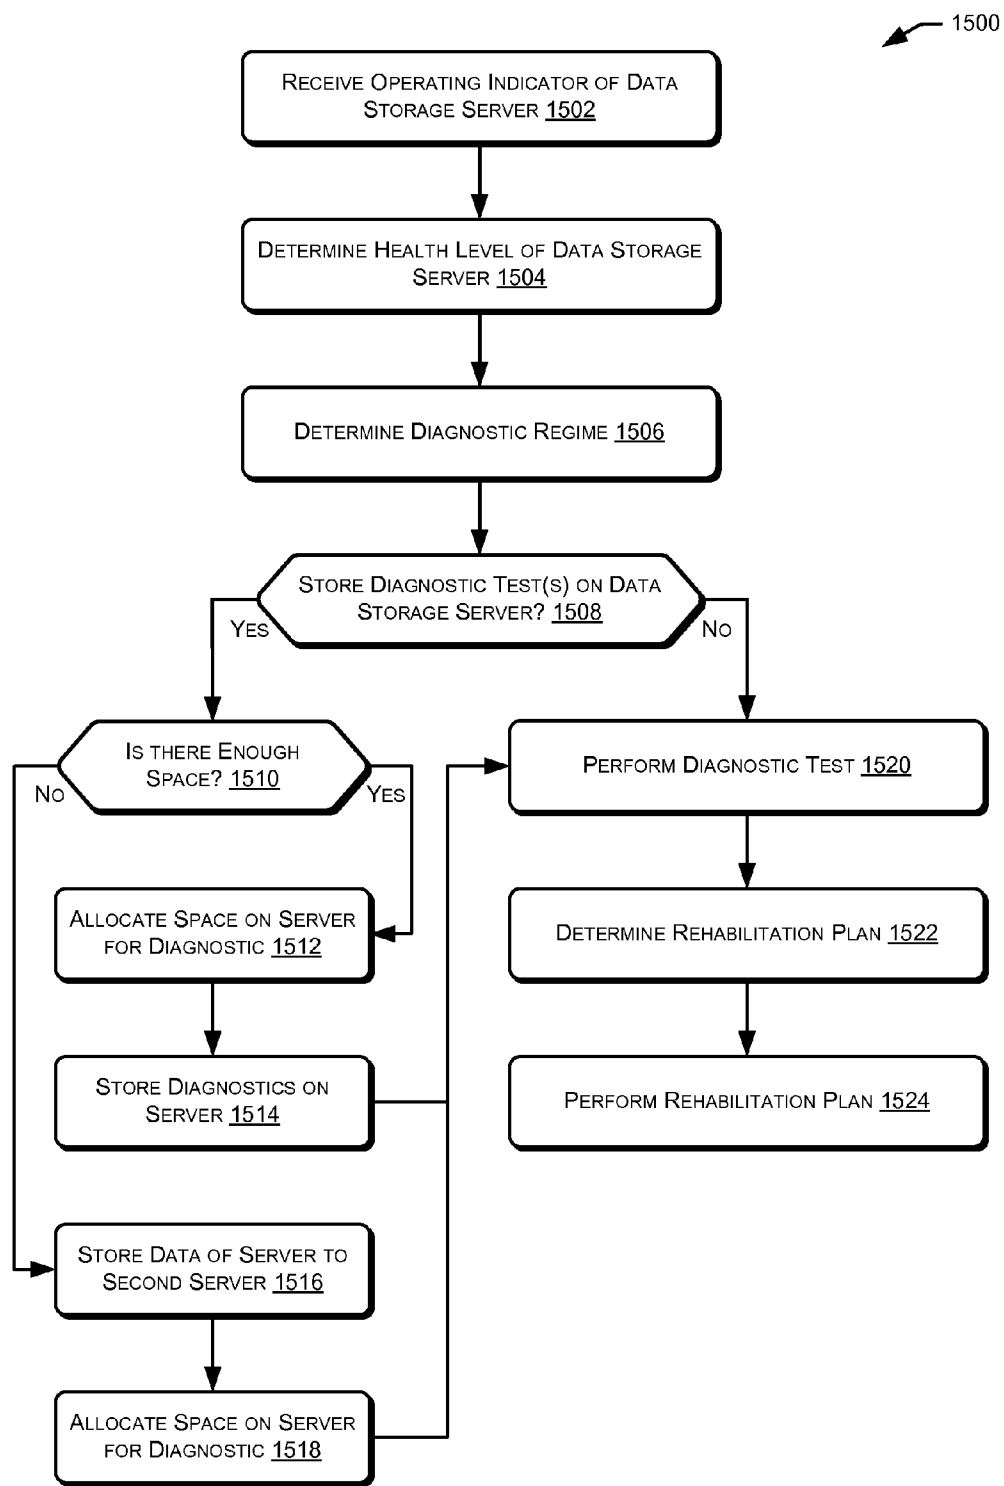 1500
RECEIVE OPERATING INDICATOR OF DATA
STORAGE SERVER 1502
DETERMINE HEALTH LEVEL OF DATA STORAGE
SERVER 1504
DETERMINE DIAGNOSTIC REGIME 1506
STORE DIAGNOSTIC TEST(S) ON DATA
STORAGE SERVER? 1508
YES
NO
IS THERE ENOUGH
SPACE? 1510
NO
YES
ALLOCATE SPACE ON SERVER
FOR DIAGNOSTIC 1512
STORE DIAGNOSTICS ON
SERVER 1514
STORE DATA OF SERVER TO
SECOND SERVER 1516
ALLOCATE SPACE ON SERVER
FOR DIAGNOSTIC 1518
PERFORM DIAGNOSTIC TEST 1520
DETERMINE REHABILITATION PLAN 1522
PERFORM REHABILITATION PLAN 1524